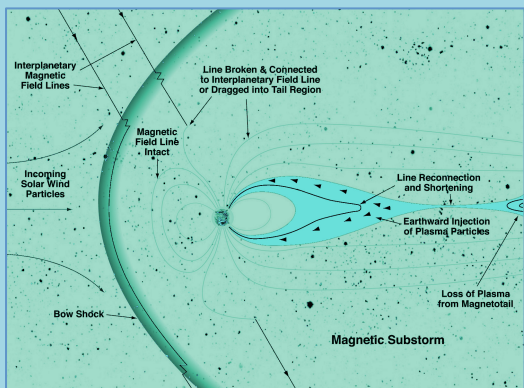 Interplanetary
Magnetic
Field Lines
Line Broken & Connected
to Interplanetary Field Line
or Dragged into Tail Region
Magnetic
Field Line
Intact
Incoming
Solar Wind
Particles
Line Reconnection
and Shortening
Earthward Injection
of Plasma Particles
Loss of Plasma
from Magnetotail
Bow Shock
Magnetic Substorm